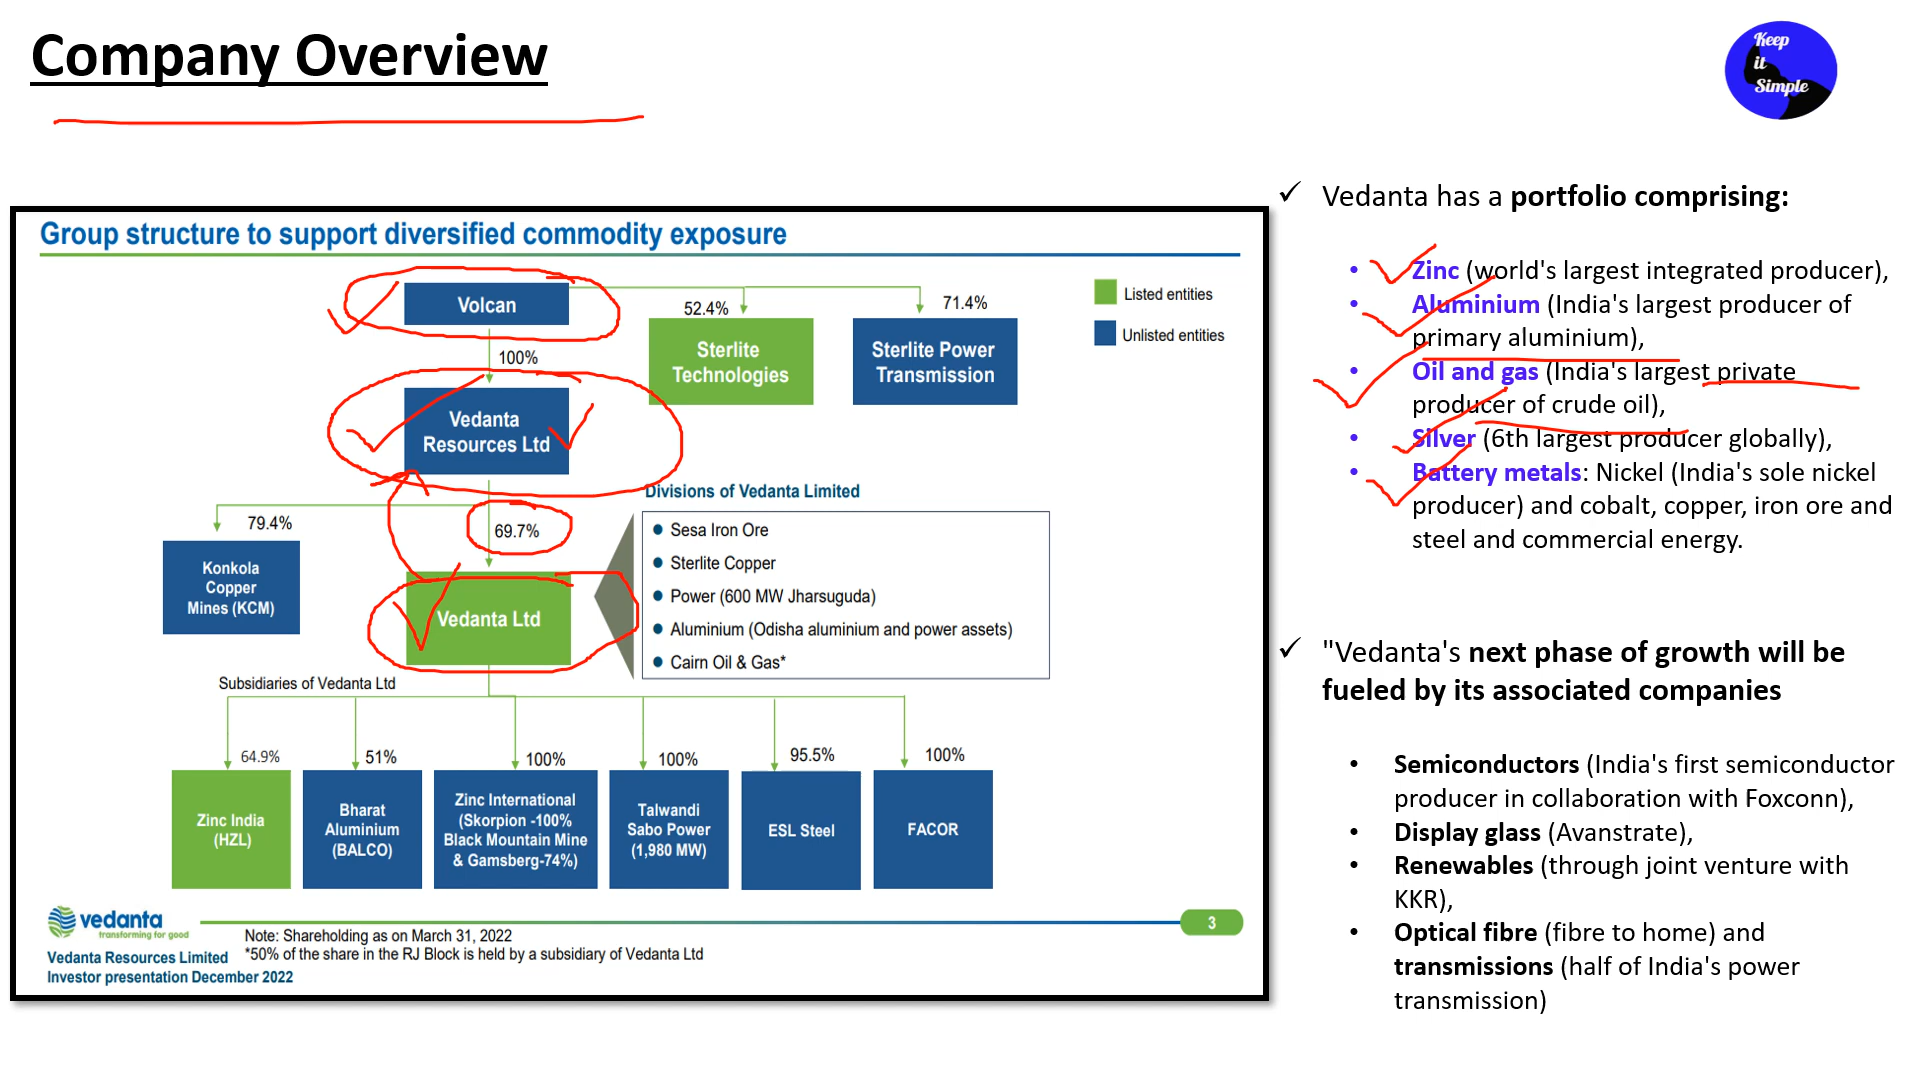 Company Overview
Keep
it
Simple
Group structure to support diversified commodity exposure
Volcan
52.4%
71.4%
Listed entities
Unlisted entities
Sterlite
Technologies
Sterlite Power
Transmission
100%
Vedanta
Resources Ltd
79.4%
69.7%
Konkola
Copper
Mines (KCM)
Vedanta Ltd
Divisions of Vedanta Limited
● Sesa Iron Ore
● Sterlite Copper
● Power (600 MW Jharsuguda)
● Aluminium (Odisha aluminium and power assets)
● Cairn Oil & Gas*
Subsidiaries of Vedanta Ltd
64.9%
51%
100%
100%
95.5%
100%
Zinc India
(HZL)
Bharat
Aluminium
(BALCO)
Zinc International
(Skorpion -100%
Black Mountain Mine
& Gamsberg-74%)
Talwandi
Sabo Power
(1,980 MW)
ESL Steel
FACOR
vedanta
transforming for good
3
Note: Shareholding as on March 31, 2022
*50% of the share in the RJ Block is held by a subsidiary of Vedanta Ltd
Vedanta Resources Limited
Investor presentation December 2022
✓ Vedanta has a portfolio comprising:
• Zinc (world's largest integrated producer),
• Aluminium (India's largest producer of
primary aluminium),
• Oil and gas (India's largest private
producer of crude oil),
• Silver (6th largest producer globally),
• Battery metals: Nickel (India's sole nickel
producer) and cobalt, copper, iron ore and
steel and commercial energy.
✓ "Vedanta's next phase of growth will be
fueled by its associated companies
• Semiconductors (India's first semiconductor
producer in collaboration with Foxconn),
• Display glass (Avanstrate),
• Renewables (through joint venture with
KKR),
• Optical fibre (fibre to home) and
transmissions (half of India's power
transmission)